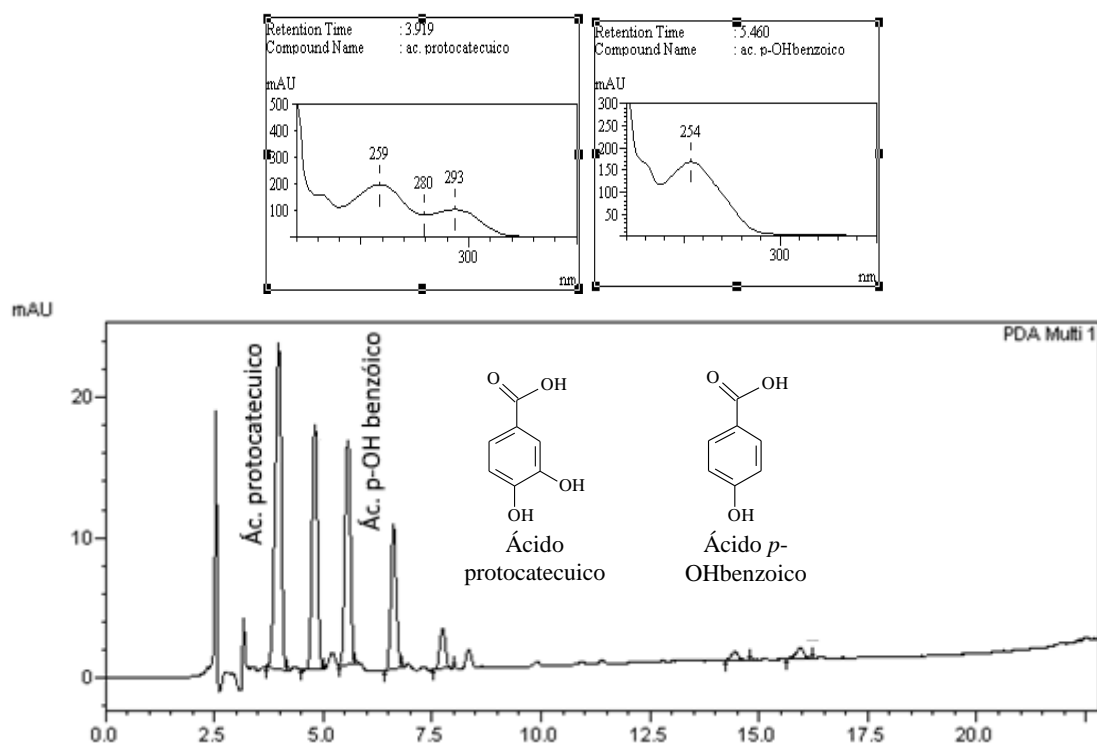 Retention Time : 3.919
Compound Name : ac. protocatecuico
mAU
500
400
300
200
100
259
280
293
300
nm
Retention Time : 5.460
Compound Name : ac. p-OHbenzoico
mAU
300
250
200
150
100
50
254
300
nm
mAU
PDA Multi 1
20
10
0
Ác. protocatecuico
Ác. p-OH benzóico
O
OH
OH
OH
Ácido
protocatecuico
O
OH
OH
Ácido p-
OHbenzoico
0.0 2.5 5.0 7.5 10.0 12.5 15.0 17.5 20.0